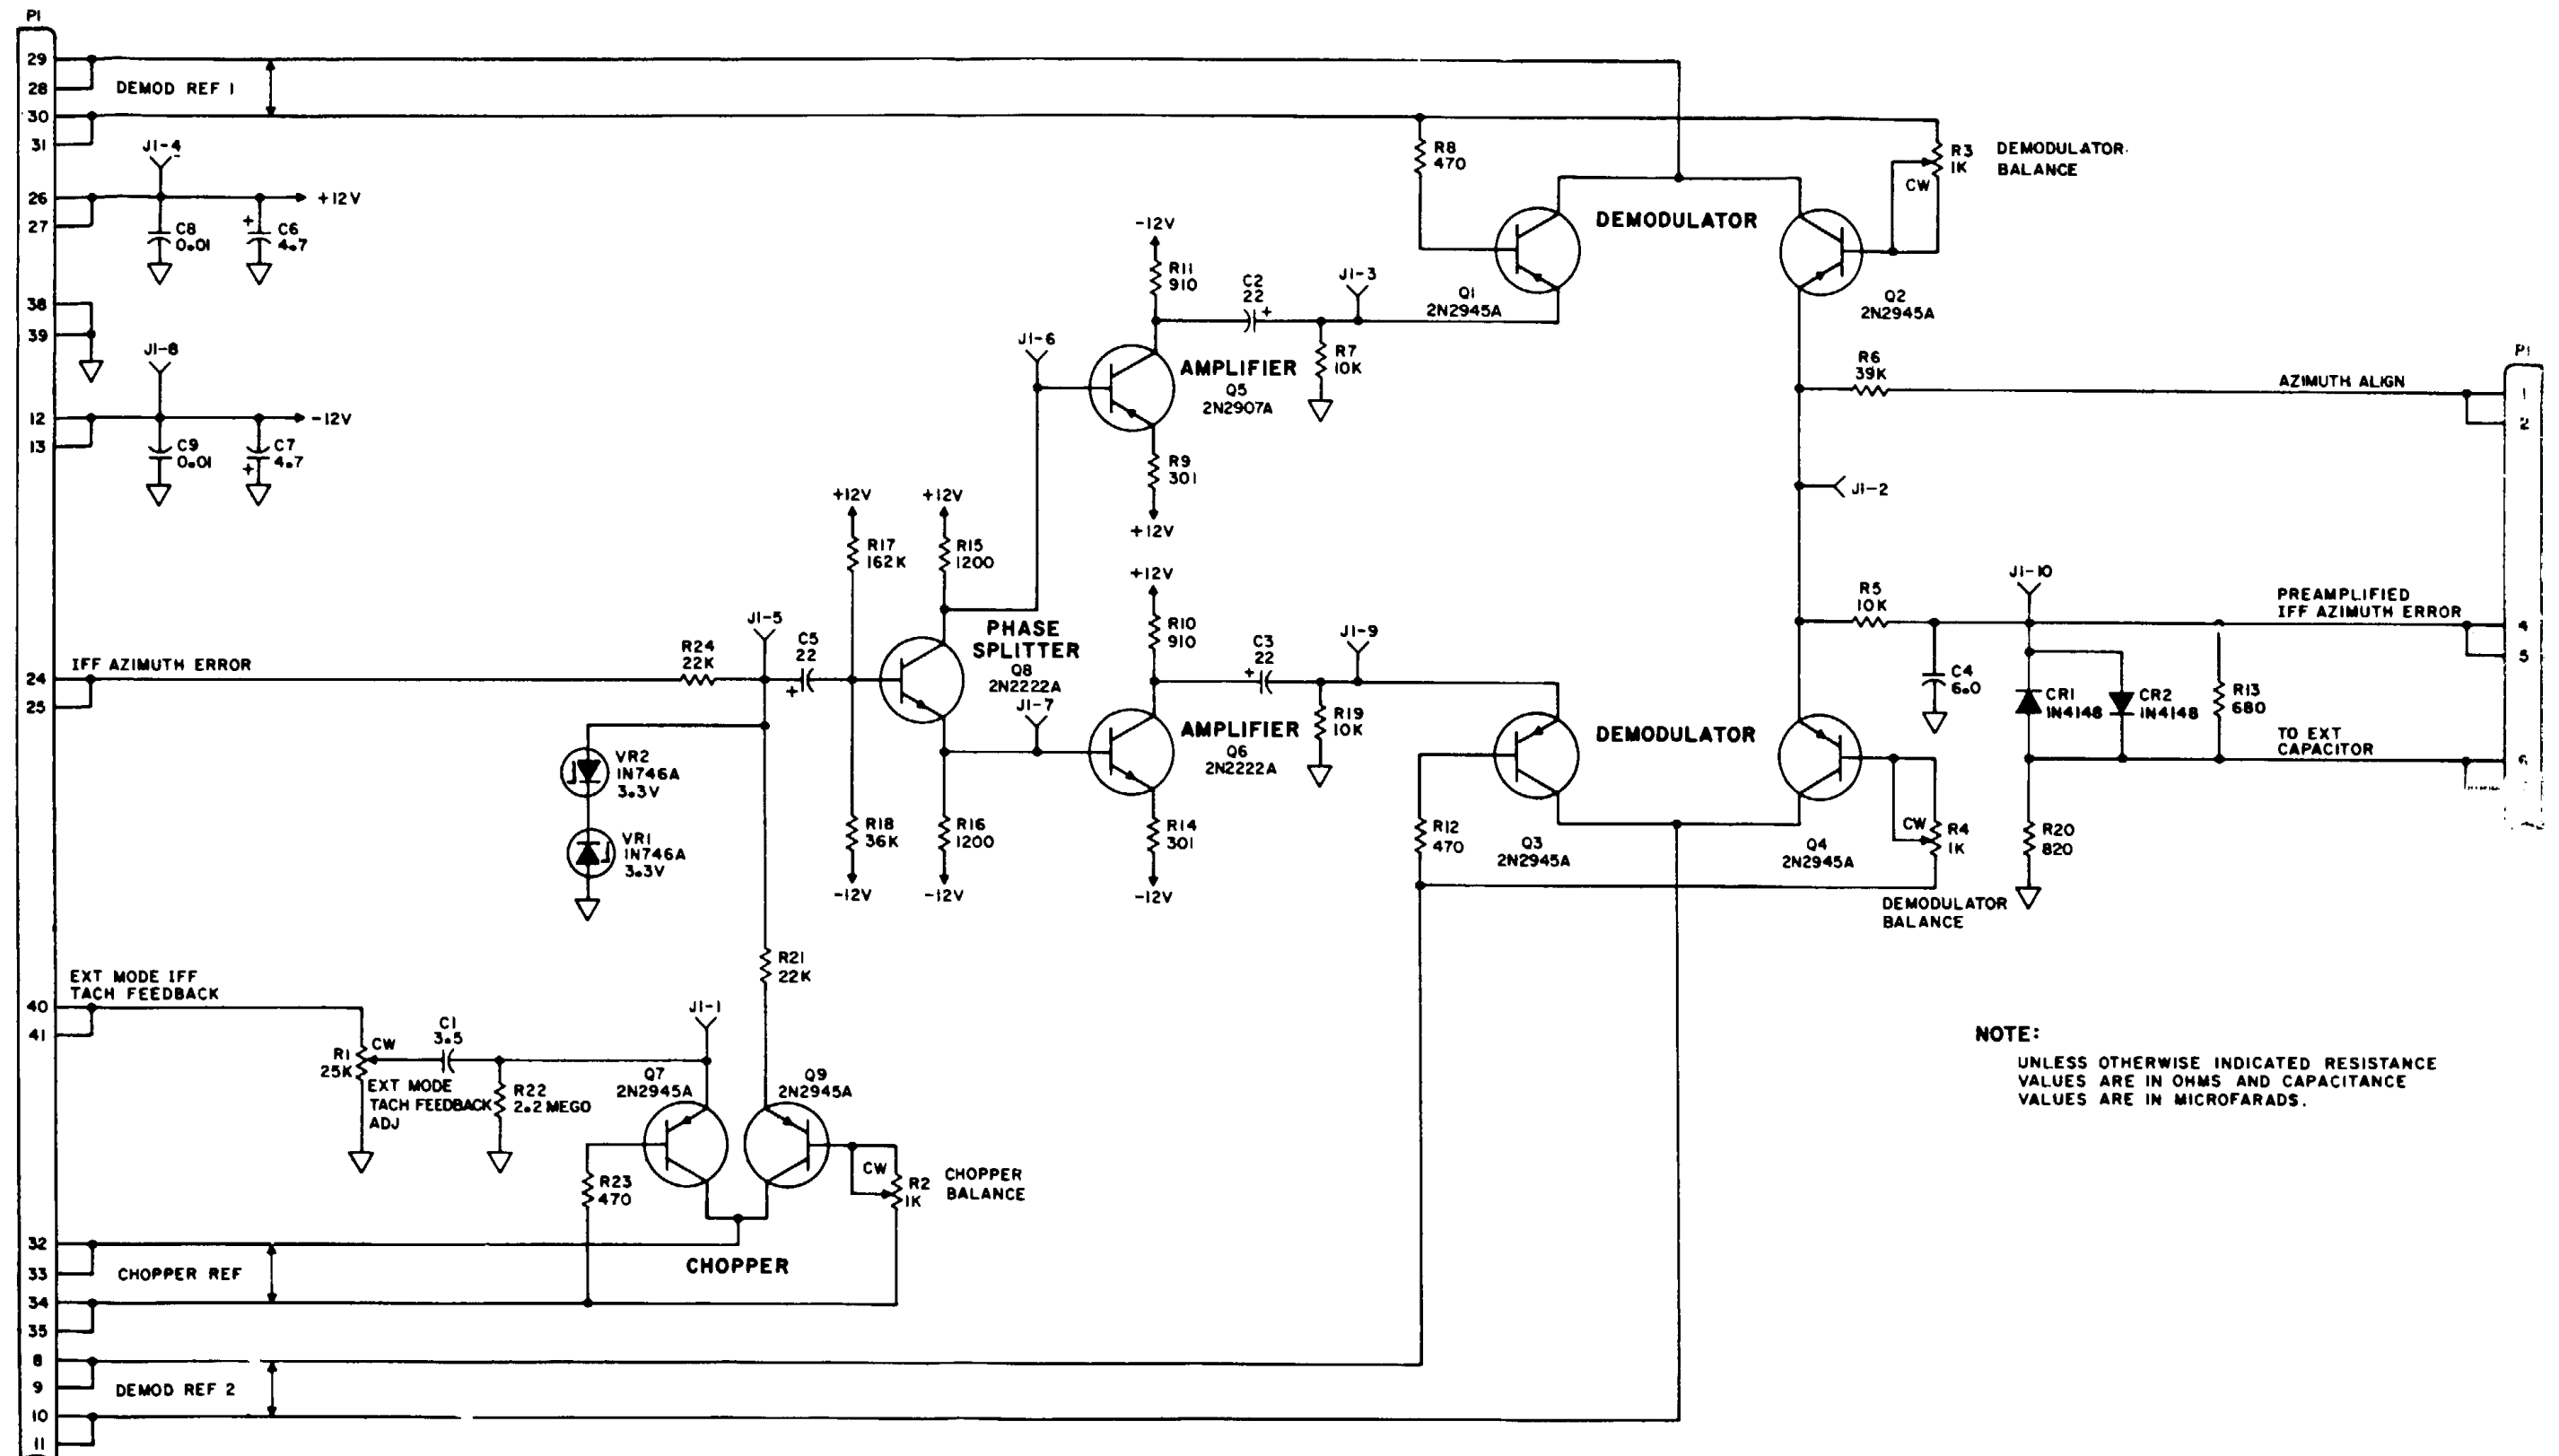 P1
29
28
DEMOD REF 1
30
31
J1-4
26
+12V
27
C8
0.01
+
C6
4.7
38
39
J1-8
12
-12V
13
C9
0.01
+
C7
4.7
IFF AZIMUTH ERROR
24
25
R24
22K
J1-5
C5
22
+
VR2
1N746A
3.3V
VR1
1N746A
3.3V
+12V
R17
162K
R18
36K
-12V
+12V
R15
1200
PHASE
SPLITTER
Q8
2N2222A
J1-7
R16
1200
-12V
J1-6
-12V
R11
910
AMPLIFIER
Q5
2N2907A
R9
301
+12V
C2
22
+
J1-3
R7
10K
+12V
R10
910
AMPLIFIER
Q6
2N2222A
R14
301
-12V
C3
22
+
J1-9
R19
10K
R8
470
Q1
2N2945A
DEMODULATOR
Q2
2N2945A
R3
1K
CW
DEMODULATOR
BALANCE
R12
470
Q3
2N2945A
DEMODULATOR
Q4
2N2945A
CW
R4
1K
DEMODULATOR
BALANCE
R6
39K
AZIMUTH ALIGN
J1-2
R5
10K
J1-10
C4
6.0
CR1
1N4148
CR2
1N4148
R13
680
R20
820
PREAMPLIFIED
IFF AZIMUTH ERROR
TO EXT
CAPACITOR
P1
1
2
4
5
6
EXT MODE IFF
TACH FEEDBACK
40
41
R1
25K
CW
EXT MODE
TACH FEEDBACK
ADJ
C1
3.5
R22
2.2 MEGO
J1-1
R21
22K
Q7
2N2945A
Q9
2N2945A
R23
470
CW
R2
1K
CHOPPER
BALANCE
CHOPPER
32
33
CHOPPER REF
34
35
8
9
DEMOD REF 2
10
11
NOTE:
UNLESS OTHERWISE INDICATED RESISTANCE
VALUES ARE IN OHMS AND CAPACITANCE
VALUES ARE IN MICROFARADS.